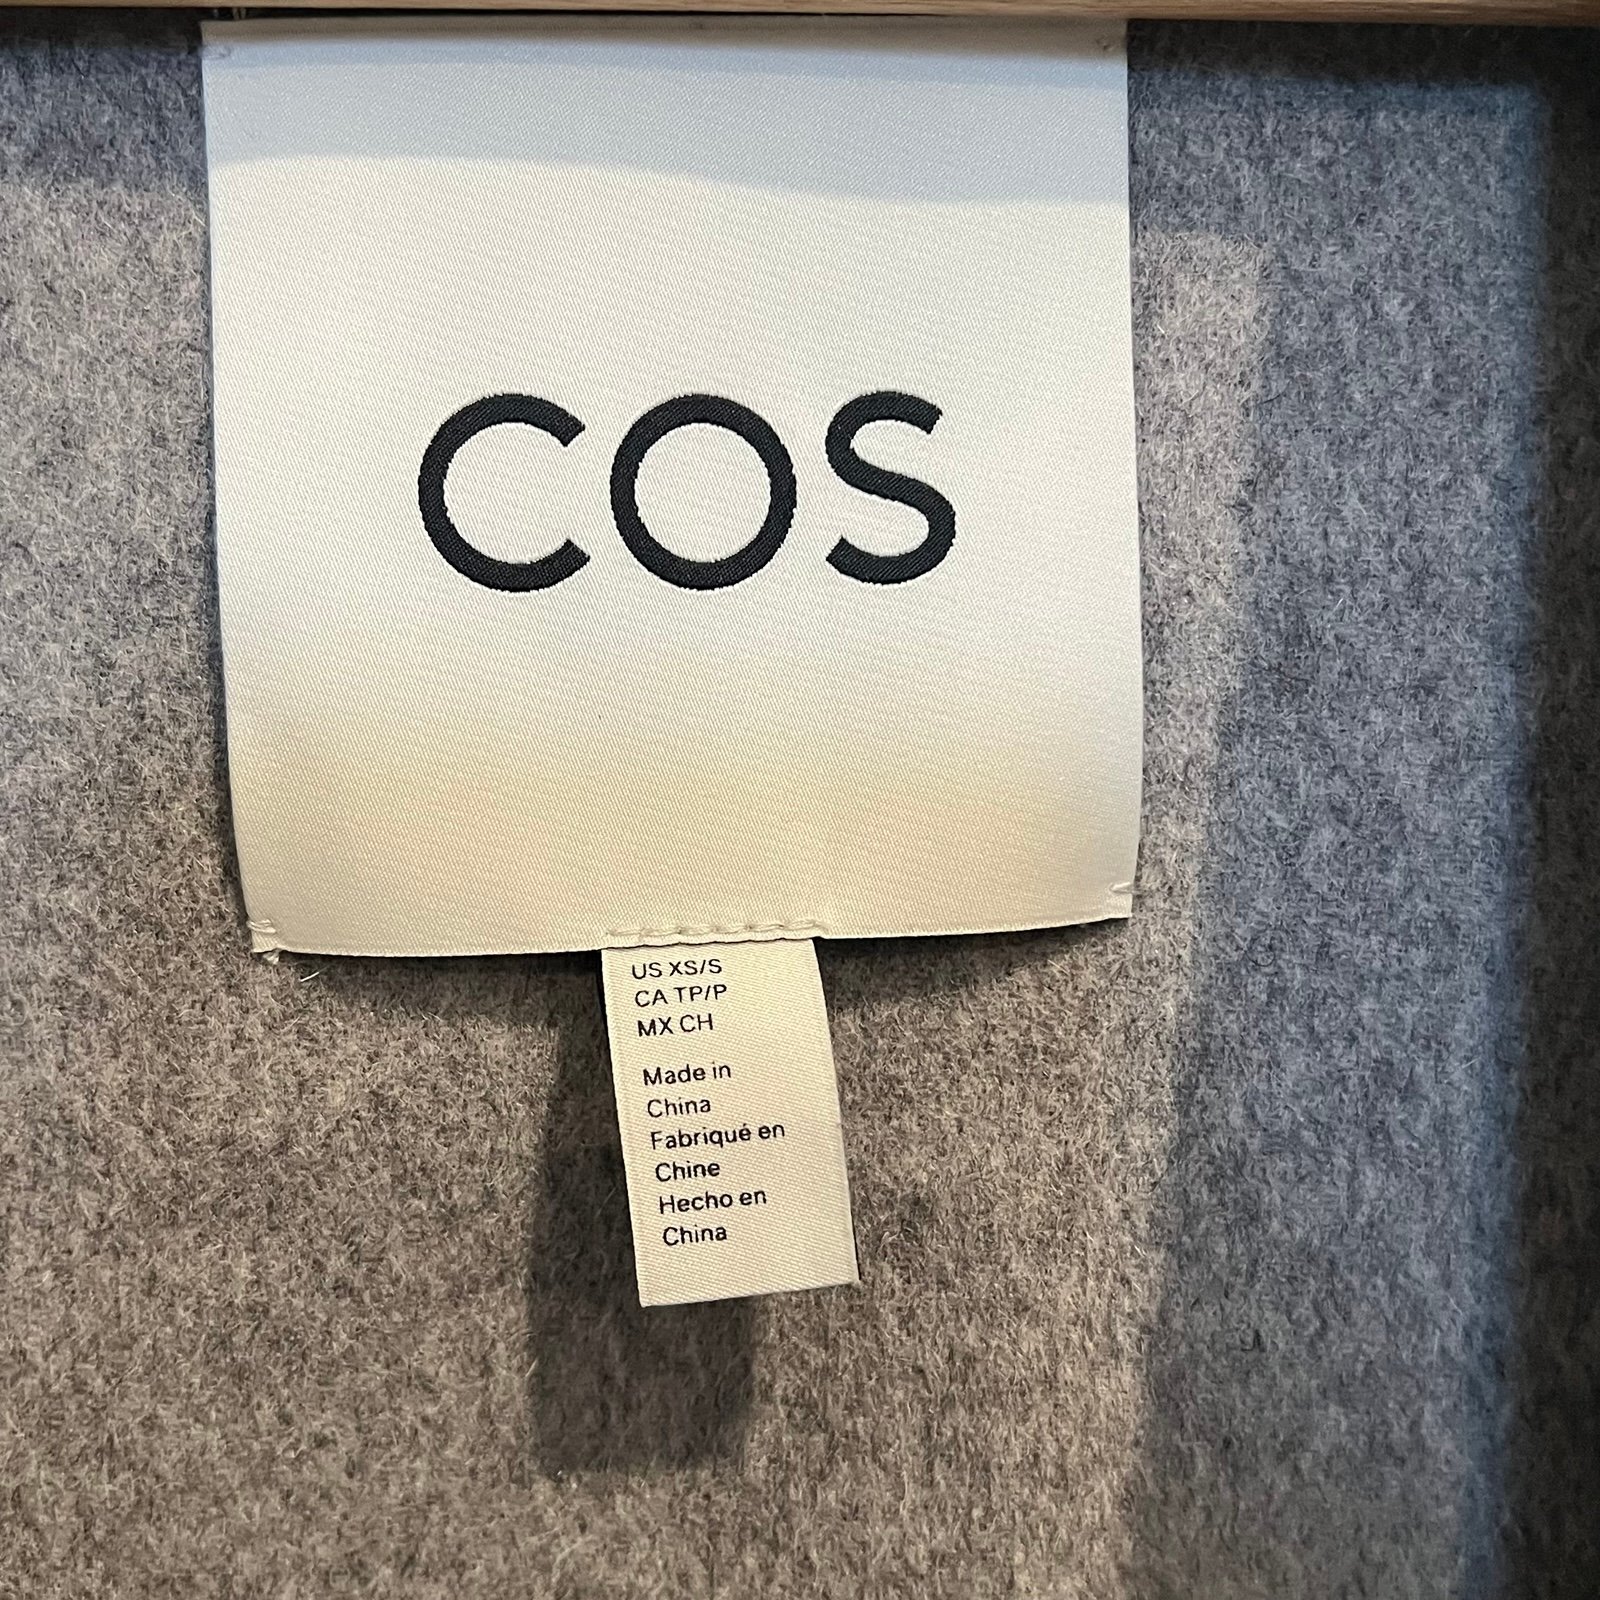 COS
US XS/S
CA TP/P
MX CH
Made in
China
Fabriqué en
Chine
Hecho en
China